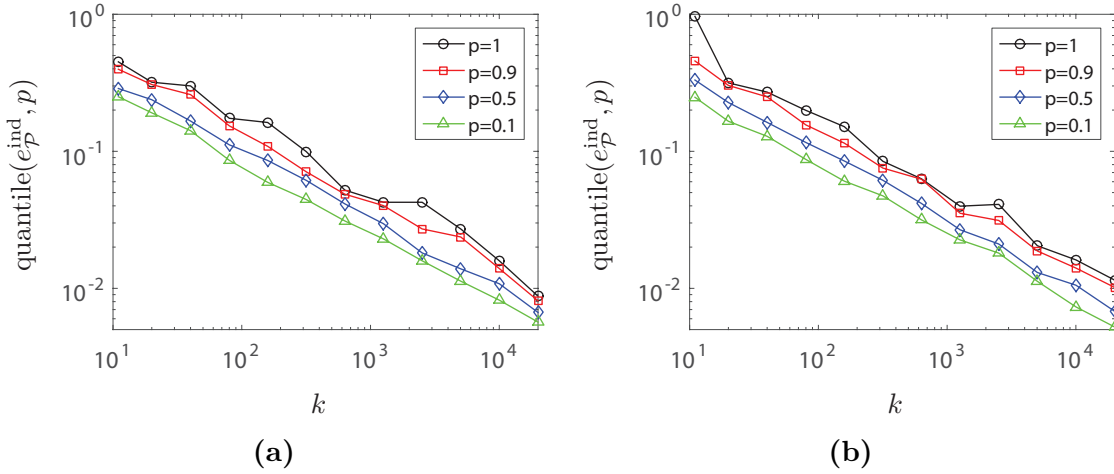 quantile(e_𝒫^ind, p)
10^0
10^-1
10^-2
10^1
10^2
10^3
10^4
k
p=1
p=0.9
p=0.5
p=0.1
(a)
quantile(e_𝒫^ind, p)
10^0
10^-1
10^-2
10^1
10^2
10^3
10^4
k
p=1
p=0.9
p=0.5
p=0.1
(b)